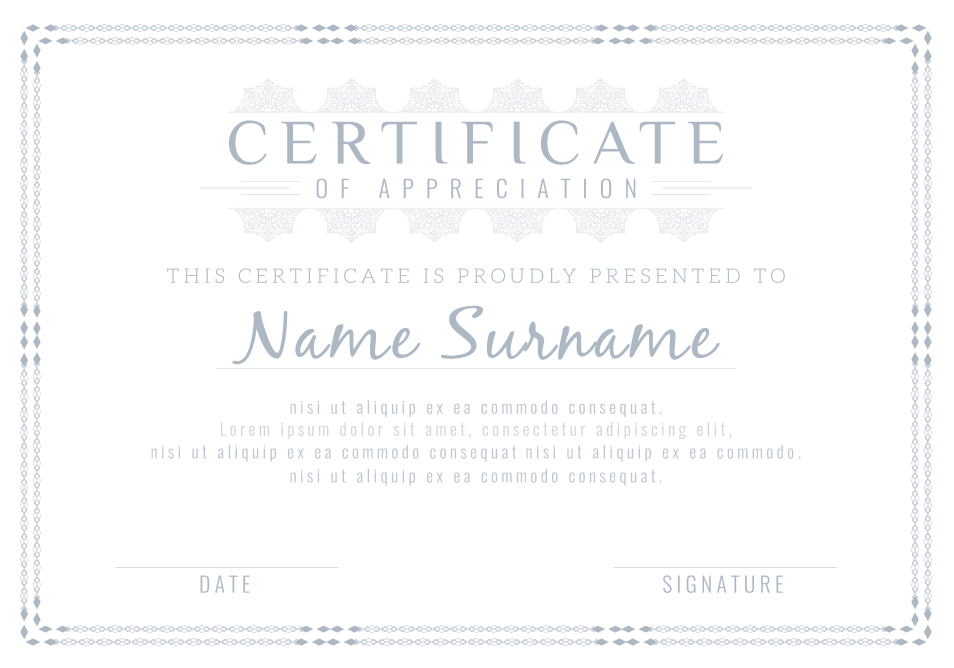 CERTIFICATE
OF APPRECIATION
THIS CERTIFICATE IS PROUDLY PRESENTED TO
Name Surname
nisi ut aliquip ex ea commodo consequat.
Lorem ipsum dolor sit amet, consectetur adipiscing elit,
nisi ut aliquip ex ea commodo consequat nisi ut aliquip ex ea commodo.
nisi ut aliquip ex ea commodo consequat.
DATE
SIGNATURE